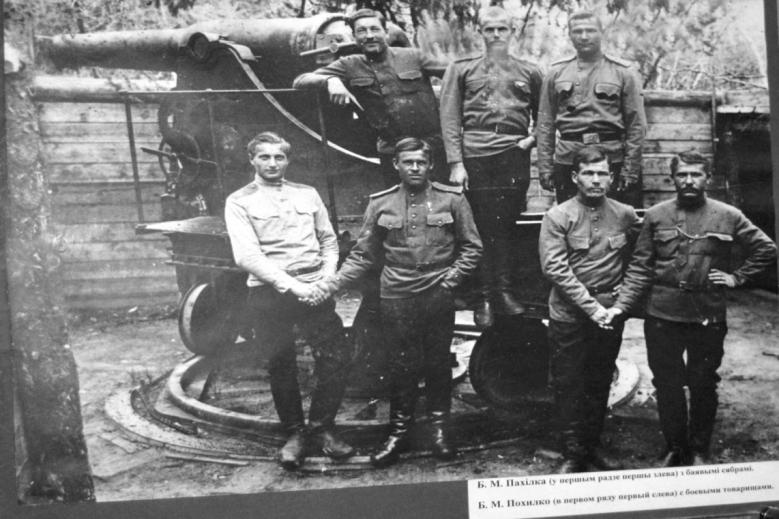 Б. М. Пахілка (у першым радзе першы злева) з баявымі сябрамі.
Б. М. Похилко (в первом ряду первый слева) с боевыми товарищами.